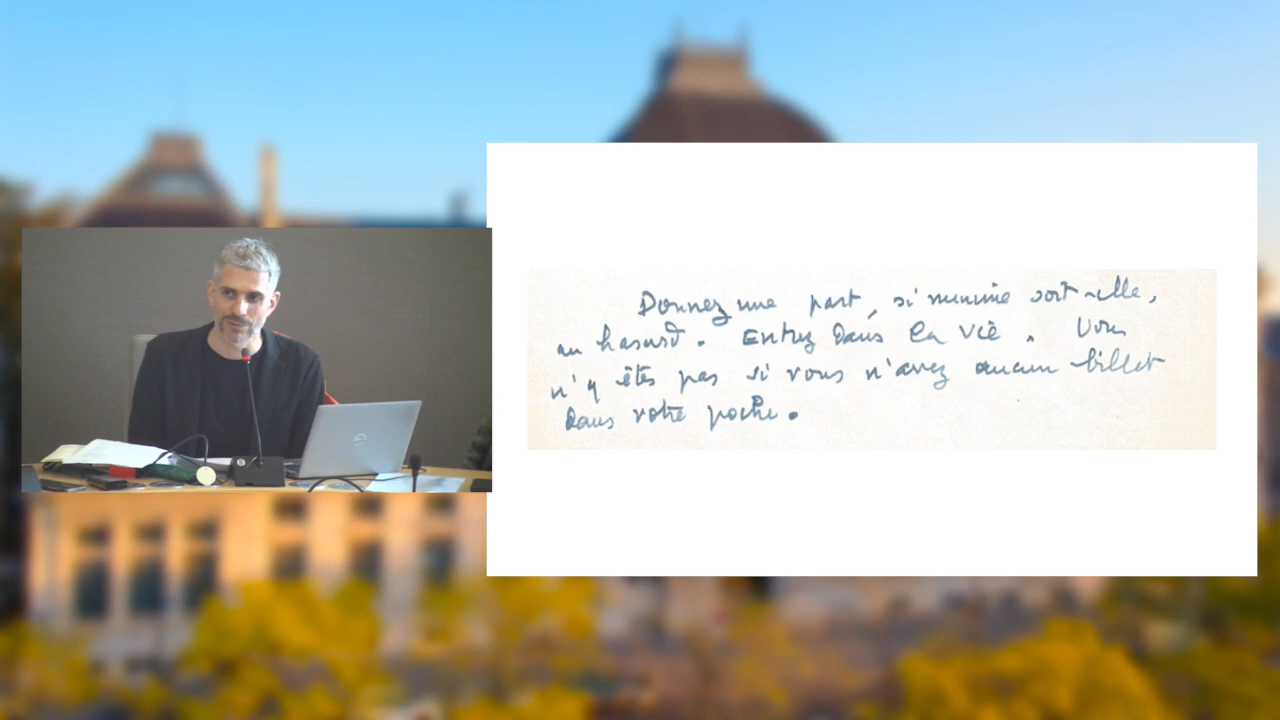 Donnez une part, si minime soit-elle,
au hasard. Entrez dans la vie. Vous
n'y êtes pas si vous n'avez aucun billet
dans votre poche.